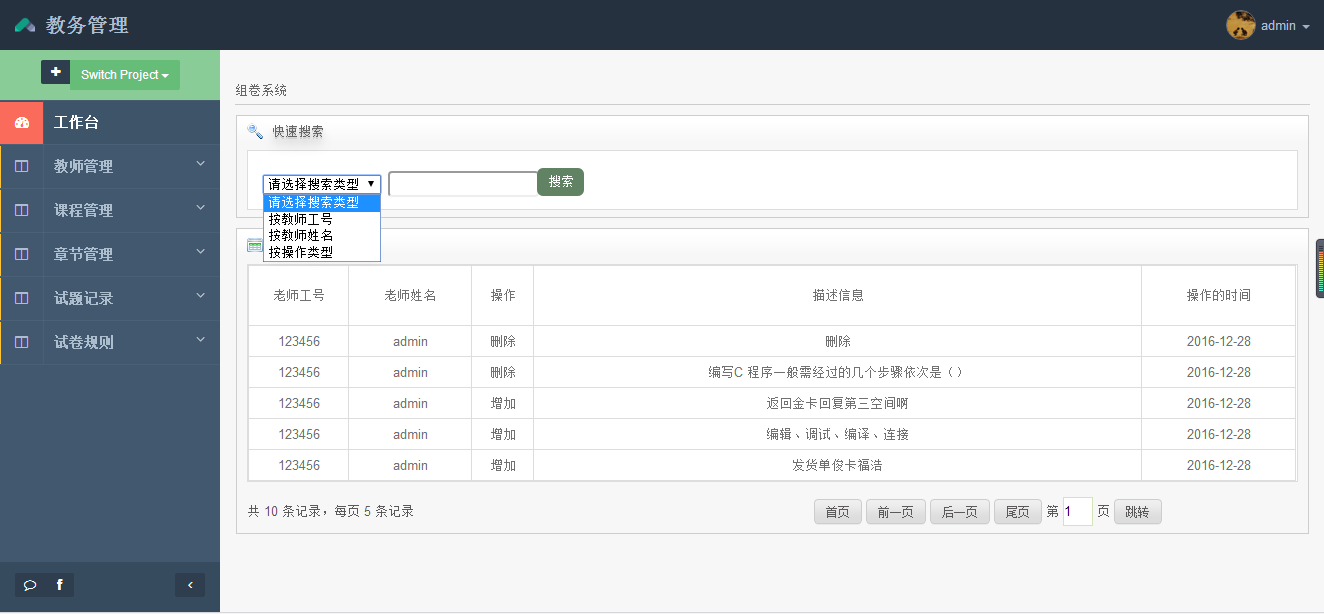 教务管理
admin
Switch Project
组卷系统
工作台
快速搜索
教师管理
请选择搜索类型
搜索
请选择搜索类型
课程管理
按教师工号
按教师姓名
章节管理
按操作类型
试题记录
试卷规则
老师工号 老师姓名 操作 描述信息 操作的时间
123456 admin 删除 删除 2016-12-28
123456 admin 删除 编写C 程序一般需经过的几个步骤依次是（ ） 2016-12-28
123456 admin 增加 返回金卡回复第三空间啊 2016-12-28
123456 admin 增加 编辑、调试、编译、连接 2016-12-28
123456 admin 增加 发货单俊卡福浩 2016-12-28
共 10 条记录，每页 5 条记录 首页 前一页 后一页 尾页 第 1 页 跳转